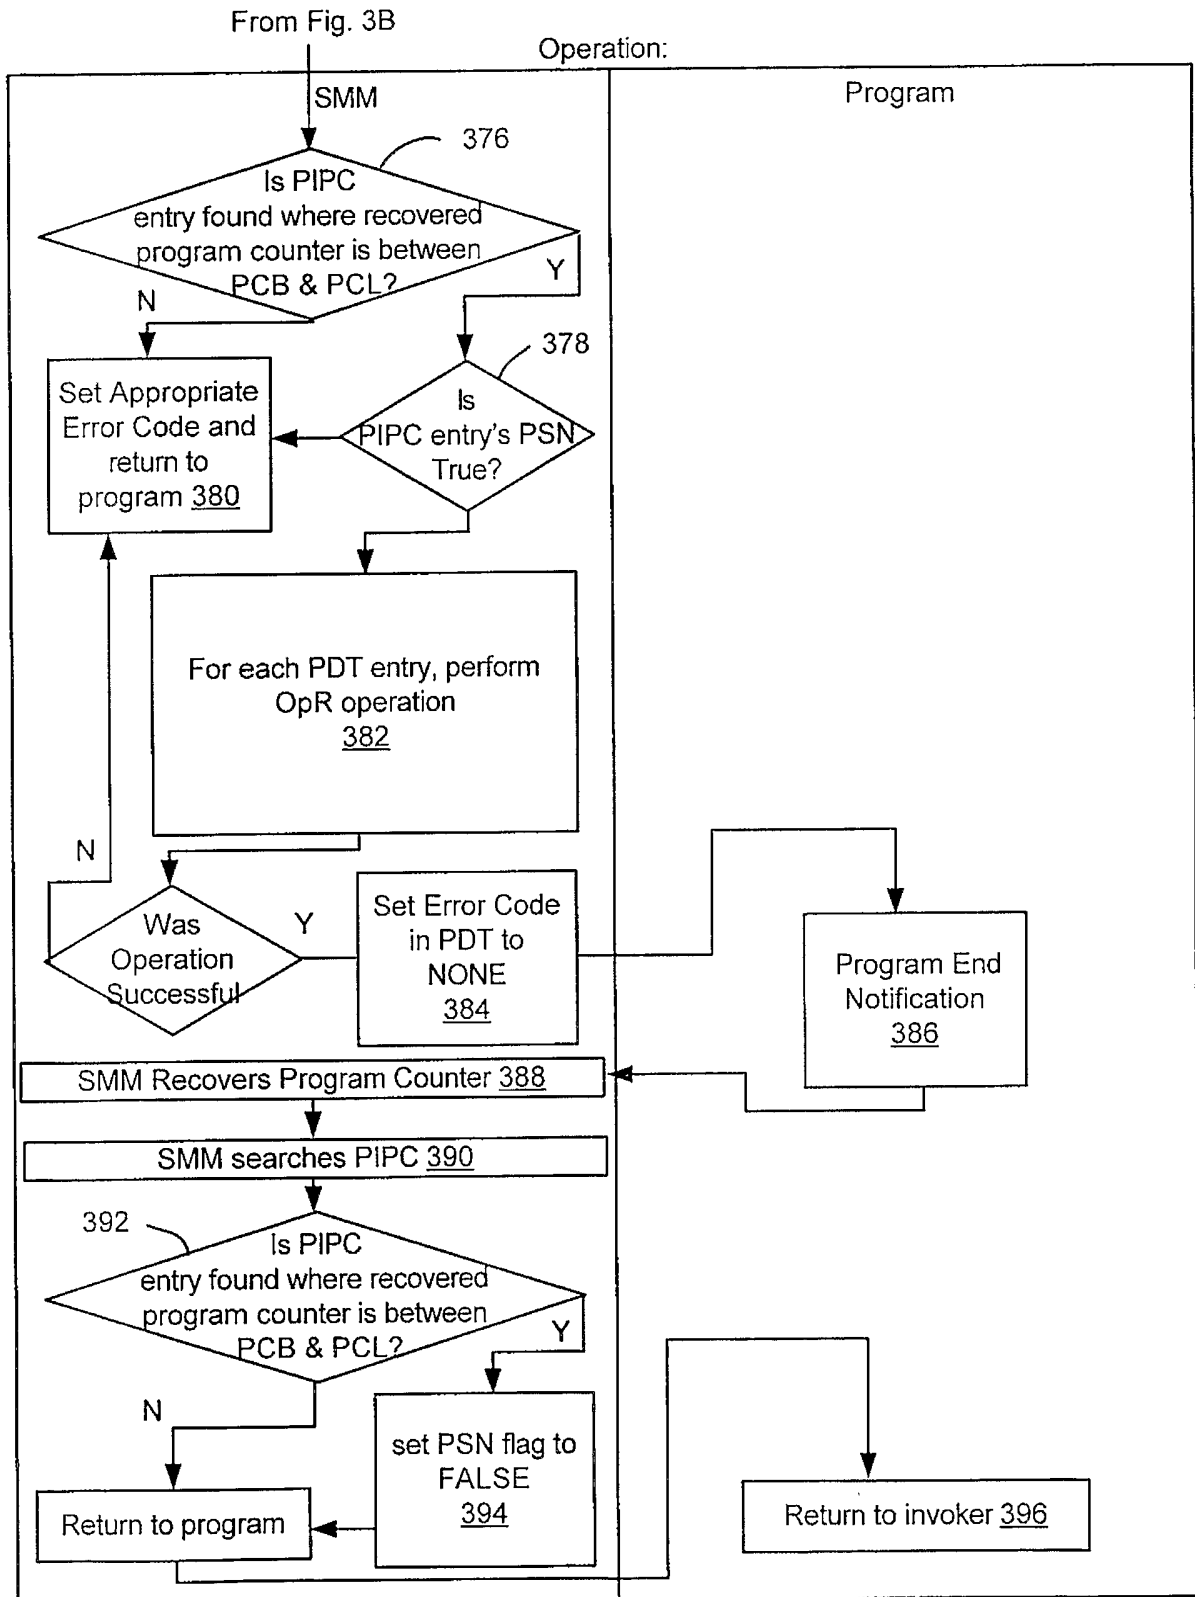 From Fig. 3B
Operation:
SMM
Program
376
Is PIPC
entry found where recovered
program counter is between
PCB & PCL?
Y
N
378
Set Appropriate
Error Code and
return to
program 380
Is
PIPC entry's PSN
True?
For each PDT entry, perform
OpR operation
382
N
Was
Operation
Successful
Y
Set Error Code
in PDT to
NONE
384
Program End
Notification
386
SMM Recovers Program Counter 388
SMM searches PIPC 390
392
Is PIPC
entry found where recovered
program counter is between
PCB & PCL?
Y
N
set PSN flag to
FALSE
394
Return to program
Return to invoker 396